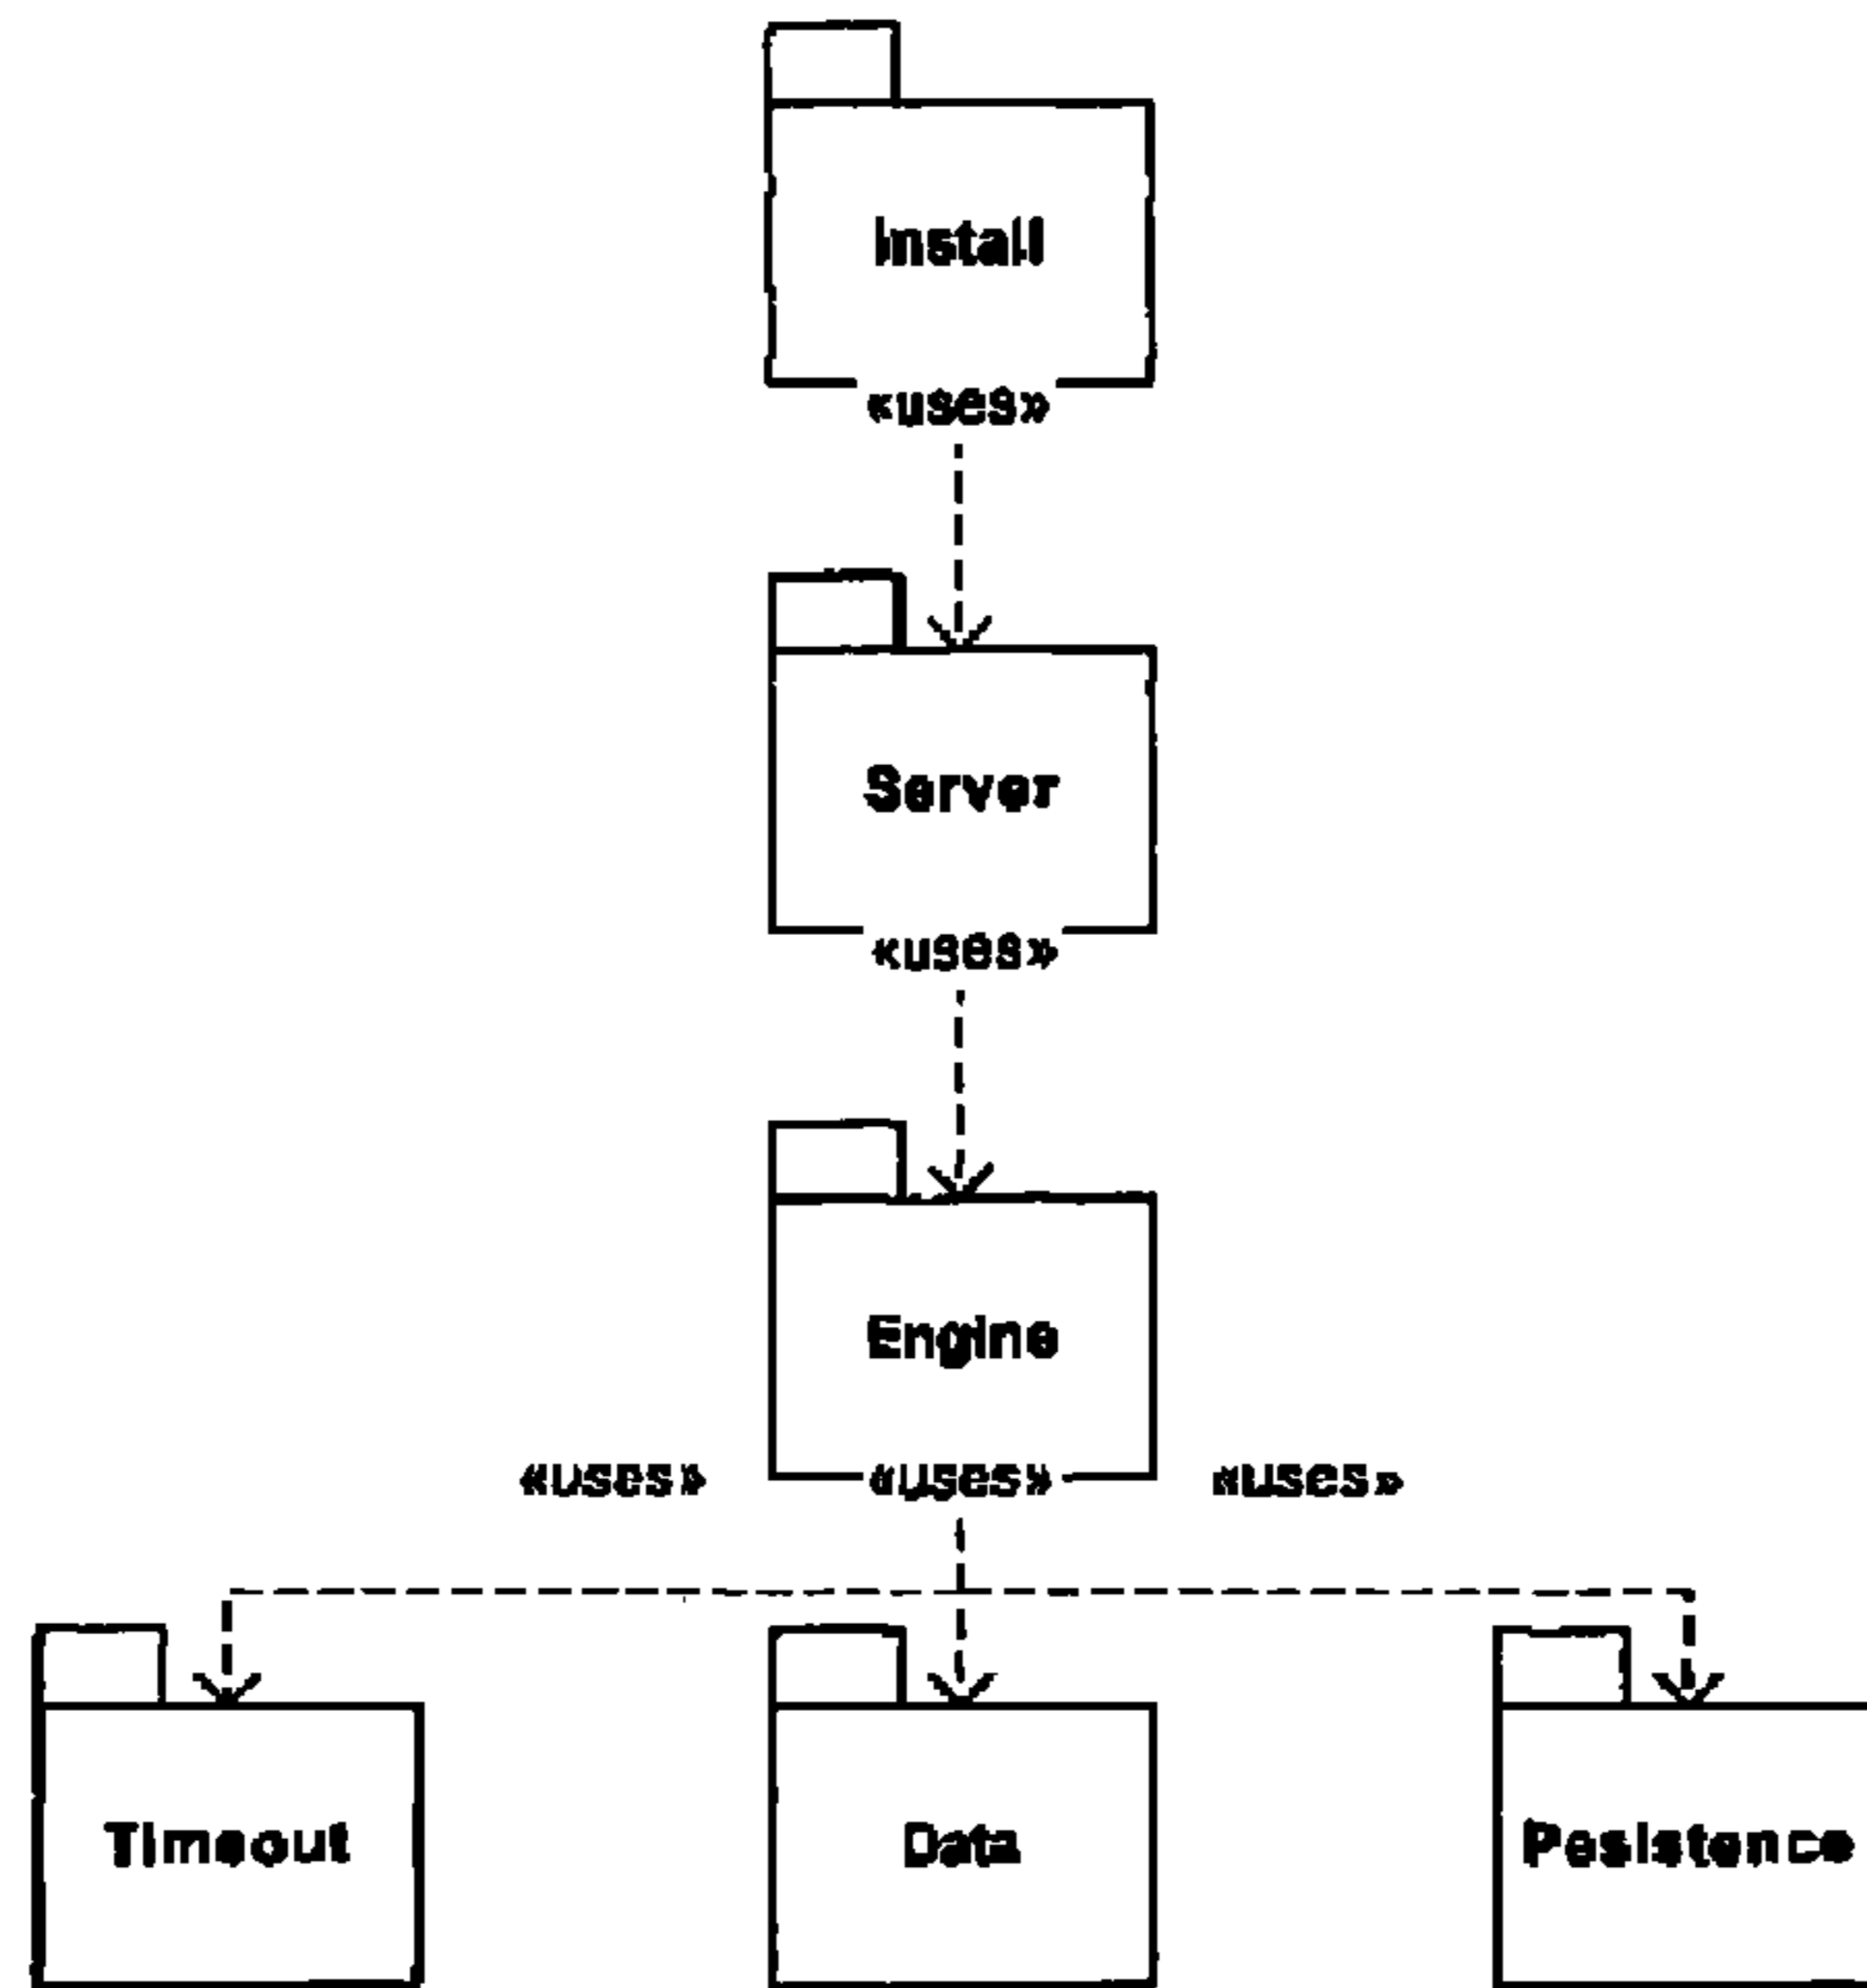 Install
«uses»
Server
«uses»
Engine
«uses» «uses» «uses»
Timeout Data Pesistence